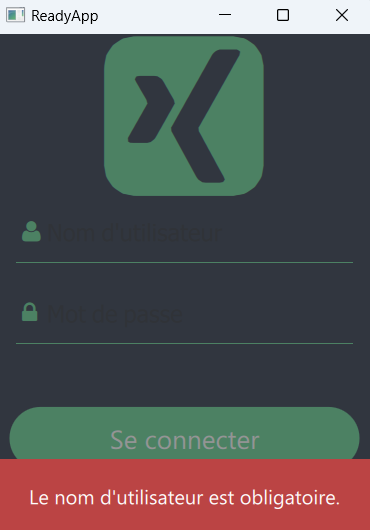 ReadyApp
Nom d'utilisateur
Mot de passe
Se connecter
Le nom d'utilisateur est obligatoire.